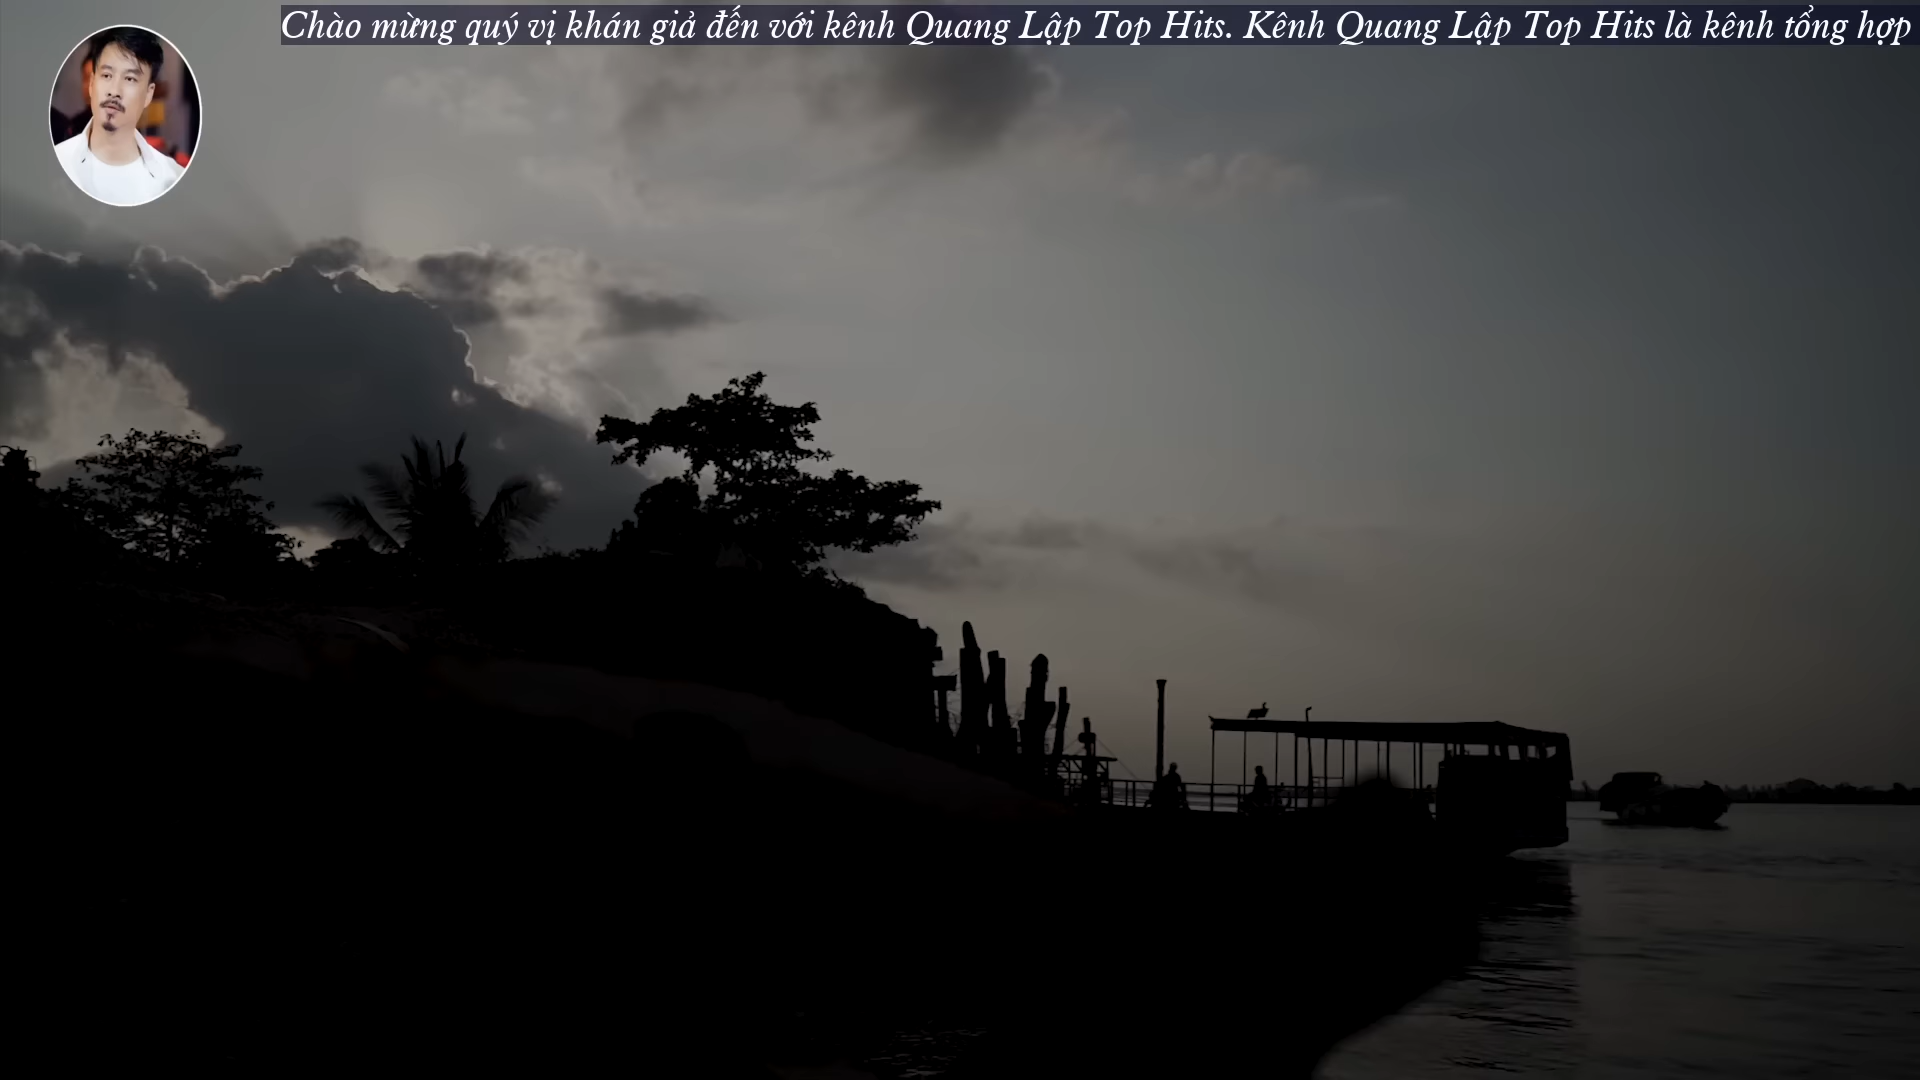 Chào mừng quý vị khán giả đến với kênh Quang Lập Top Hits. Kênh Quang Lập Top Hits là kênh tổng hợp